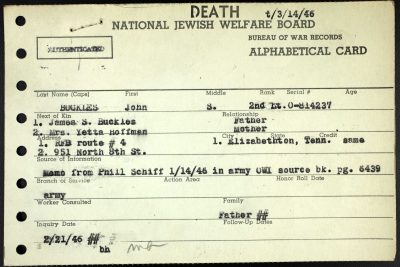 DEATH t/3/14/46
NATIONAL JEWISH WELFARE BOARD
BUREAU OF WAR RECORDS
AUTHENTICATED
ALPHABETICAL CARD
Last Name (Caps) First Middle Rank Serial # Age
BUCKLES John S. 2nd Lt.O-814237
Next of Kin Relationship
1. James S. Buckles Father
2. Mrs. Yetta Hoffman Mother
Address City State Credit
1. RFB route # 4 1. Elizabethton, Tenn. same
2. 951 North 8th St.
Source of Information
Memo from Phill Schiff 1/14/46 in army OWI source bk. pg. 6439
Branch of Service Action Area Honor Roll Date
army
Worker Consulted Family
Father ##
Inquiry Date Follow-Up Dates
2/21/46 ##
bh